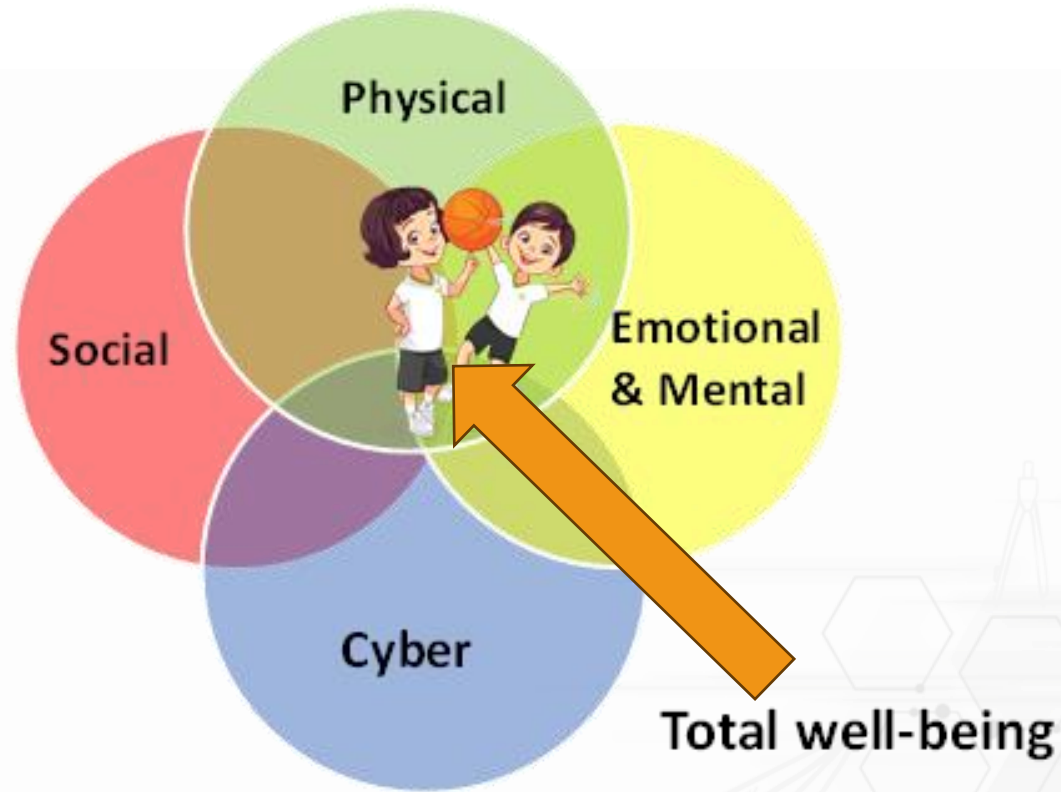 Physical
Social
Emotional
& Mental
Cyber
Total well-being